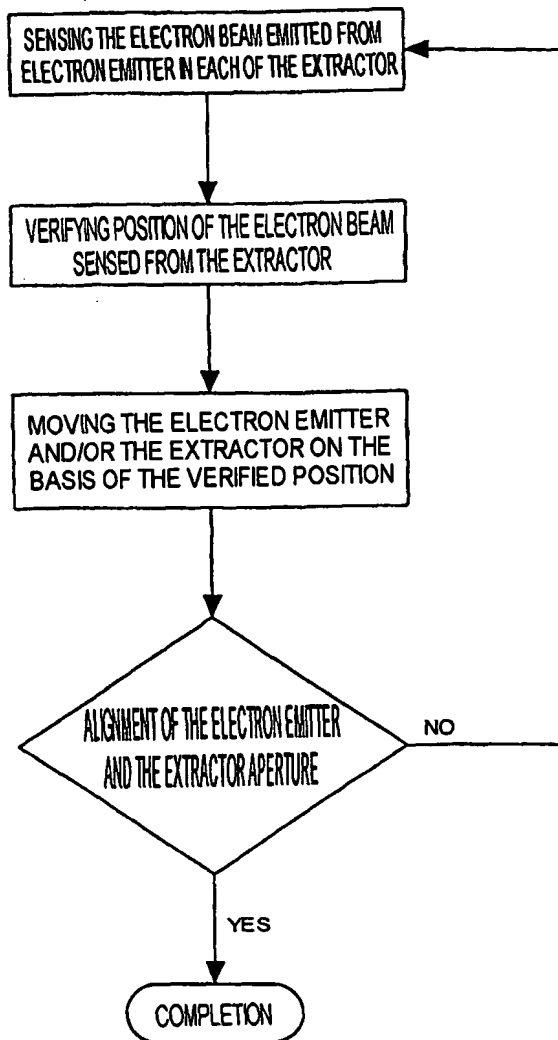 SENSING THE ELECTRON BEAM EMITTED FROM
ELECTRON EMITTER IN EACH OF THE EXTRACTOR
VERIFYING POSITION OF THE ELECTRON BEAM
SENSED FROM THE EXTRACTOR
MOVING THE ELECTRON EMITTER
AND/OR THE EXTRACTOR ON THE
BASIS OF THE VERIFIED POSITION
ALIGNMENT OF THE ELECTRON EMITTER
AND THE EXTRACTOR APERTURE
NO
YES
COMPLETION